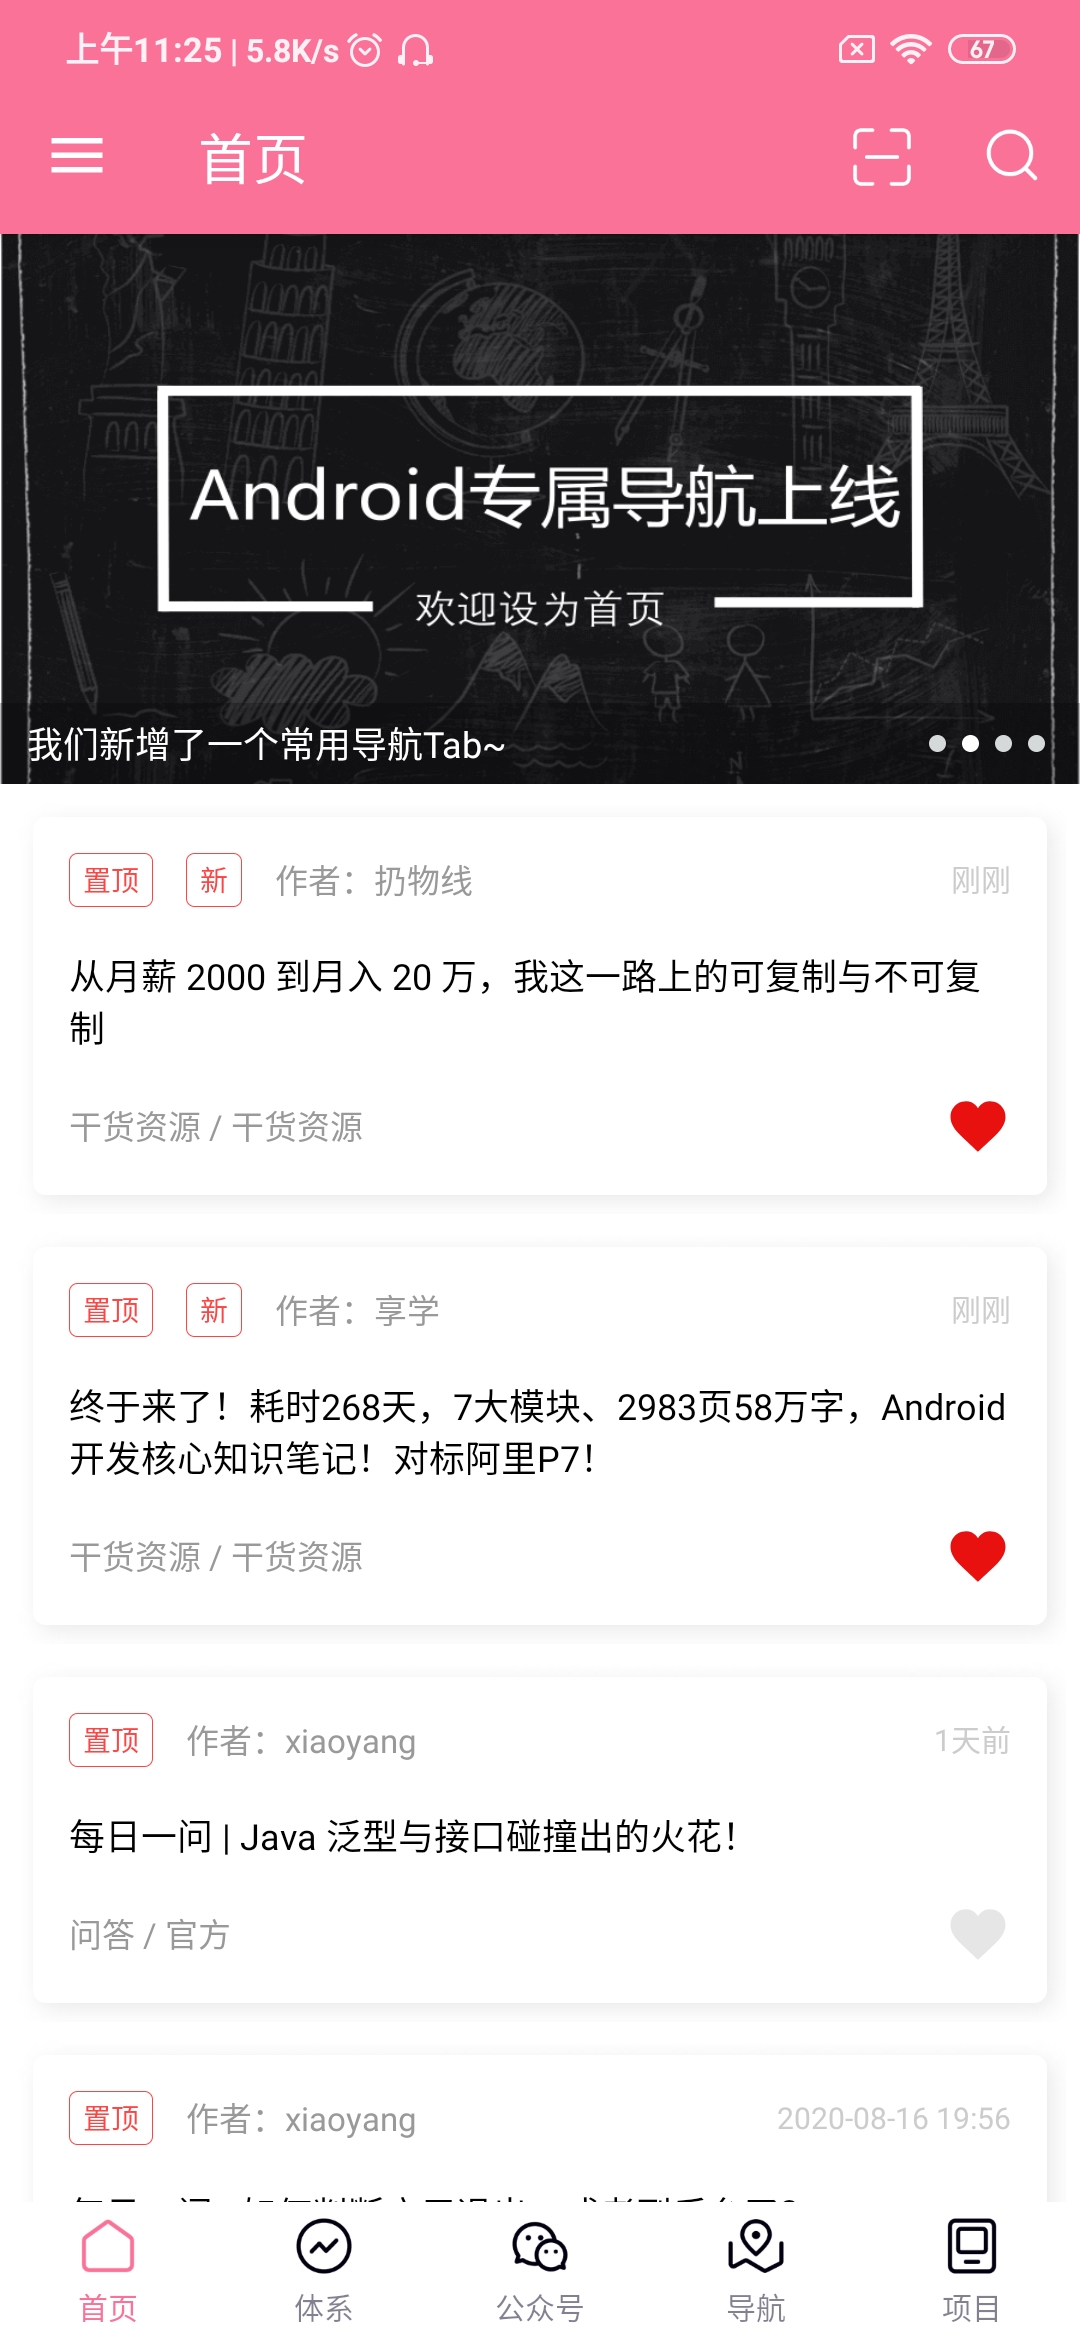 上午11:25 | 5.8K/s
67
首页
Android专属导航上线
欢迎设为首页
我们新增了一个常用导航Tab~
置顶 新 作者：扔物线 刚刚
从月薪 2000 到月入 20 万，我这一路上的可复制与不可复
制
干货资源 / 干货资源
置顶 新 作者：享学 刚刚
终于来了！耗时268天，7大模块、2983页58万字，Android
开发核心知识笔记！对标阿里P7！
干货资源 / 干货资源
置顶 作者：xiaoyang 1天前
每日一问 | Java 泛型与接口碰撞出的火花！
问答 / 官方
置顶 作者：xiaoyang 2020-08-16 19:56
首页 体系 公众号 导航 项目